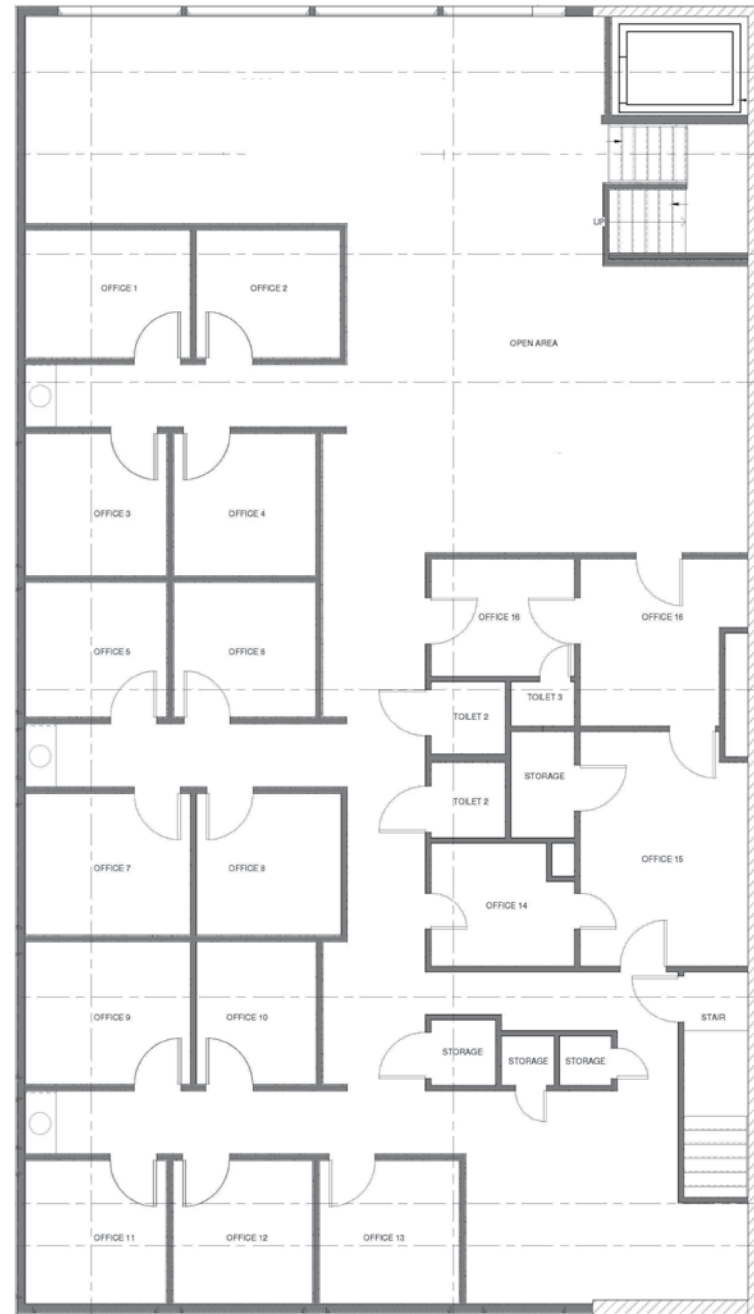 UP
OFFICE 1
OFFICE 2
OPEN AREA
OFFICE 3
OFFICE 4
OFFICE 5
OFFICE 6
OFFICE 16
OFFICE 16
TOILET 3
TOILET 2
STORAGE
TOILET 2
OFFICE 7
OFFICE 8
OFFICE 15
OFFICE 14
OFFICE 9
OFFICE 10
STAIR
STORAGE
STORAGE
STORAGE
OFFICE 11
OFFICE 12
OFFICE 13